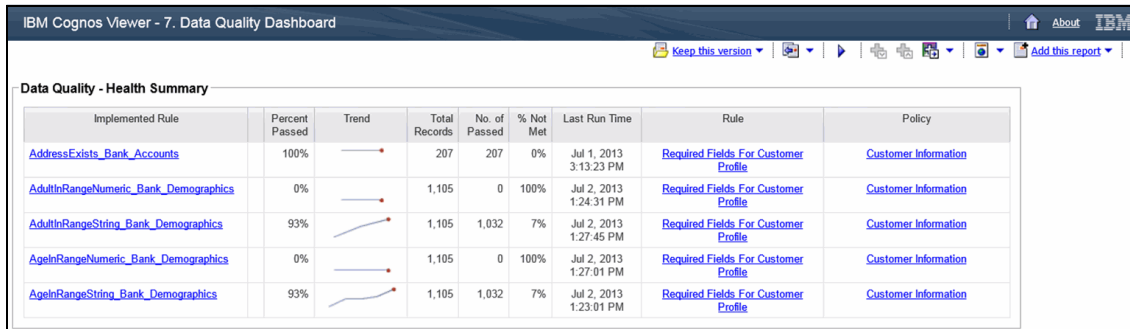 IBM Cognos Viewer - 7. Data Quality Dashboard About IBM
Keep this version Add this report
Data Quality - Health Summary
Implemented Rule Percent Passed Trend Total Records No. of Passed % Not Met Last Run Time Rule Policy
AddressExists_Bank_Accounts 100% 207 207 0% Jul 1, 2013 3:13:23 PM Required Fields For Customer Profile Customer Information
AdultInRangeNumeric_Bank_Demographics 0% 1,105 0 100% Jul 2, 2013 1:24:31 PM Required Fields For Customer Profile Customer Information
AdultInRangeString_Bank_Demographics 93% 1,105 1,032 7% Jul 2, 2013 1:27:45 PM Required Fields For Customer Profile Customer Information
AgeInRangeNumeric_Bank_Demographics 0% 1,105 0 100% Jul 2, 2013 1:27:01 PM Required Fields For Customer Profile Customer Information
AgeInRangeString_Bank_Demographics 93% 1,105 1,032 7% Jul 2, 2013 1:23:01 PM Required Fields For Customer Profile Customer Information